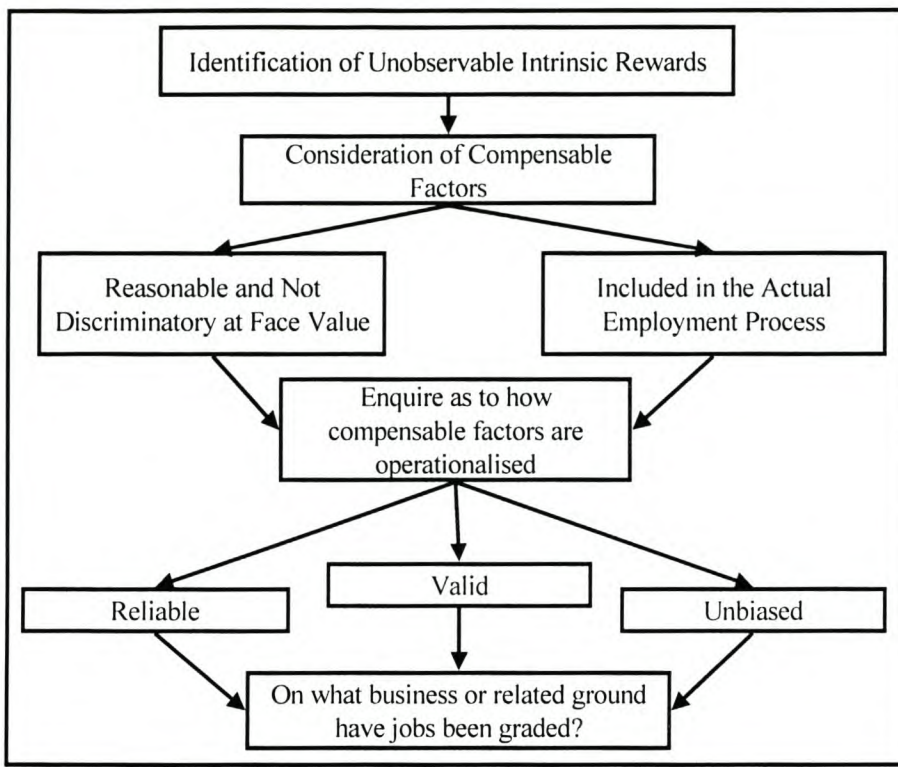 Identification of Unobservable Intrinsic Rewards
Consideration of Compensable
Factors
Reasonable and Not
Discriminatory at Face Value
Included in the Actual
Employment Process
Enquire as to how
compensable factors are
operationalised
Reliable
Valid
Unbiased
On what business or related ground
have jobs been graded?